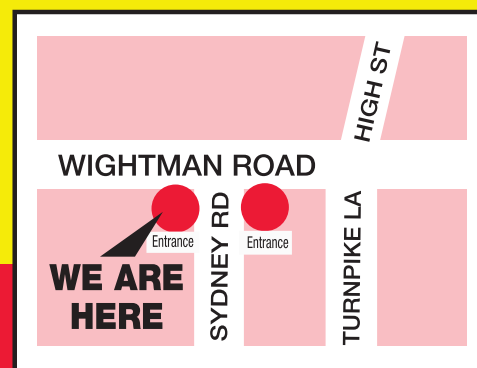 HIGH ST
WIGHTMAN ROAD
SYDNEY RD
TURNPIKE LA
Entrance
Entrance
WE ARE
HERE